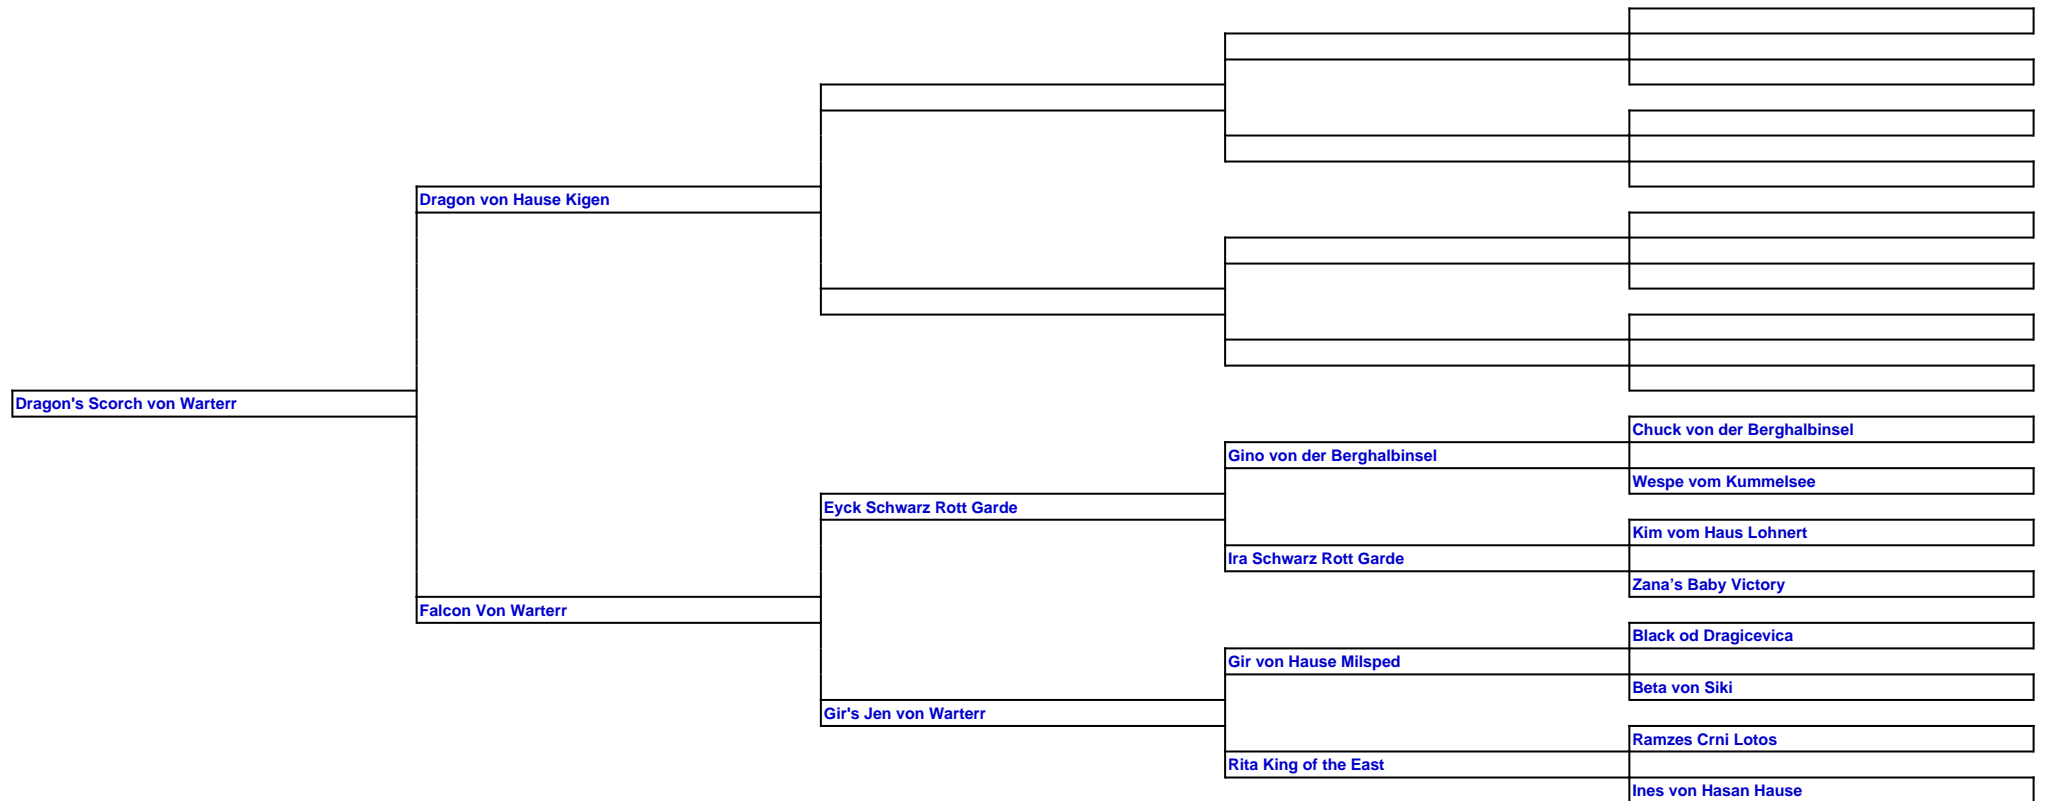 Dragon von Hause Kigen
Dragon's Scorch von Warterr
Chuck von der Berghalbinsel
Gino von der Berghalbinsel
Wespe vom Kummelsee
Eyck Schwarz Rott Garde
Kim vom Haus Lohnert
Ira Schwarz Rott Garde
Zana’s Baby Victory
Falcon Von Warterr
Black od Dragicevica
Gir von Hause Milsped
Beta von Siki
Gir's Jen von Warterr
Ramzes Crni Lotos
Rita King of the East
Ines von Hasan Hause